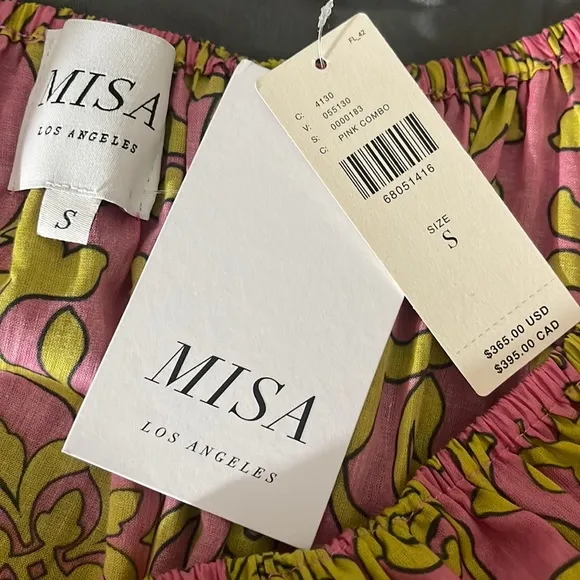 MISA
LOS ANGELES
S
MISA
LOS ANGELES
FL_42
C: 4130
V: 055130
S: 0000183
C: PINK COMBO
68051416
SIZE
S
$365.00 USD
$395.00 CAD